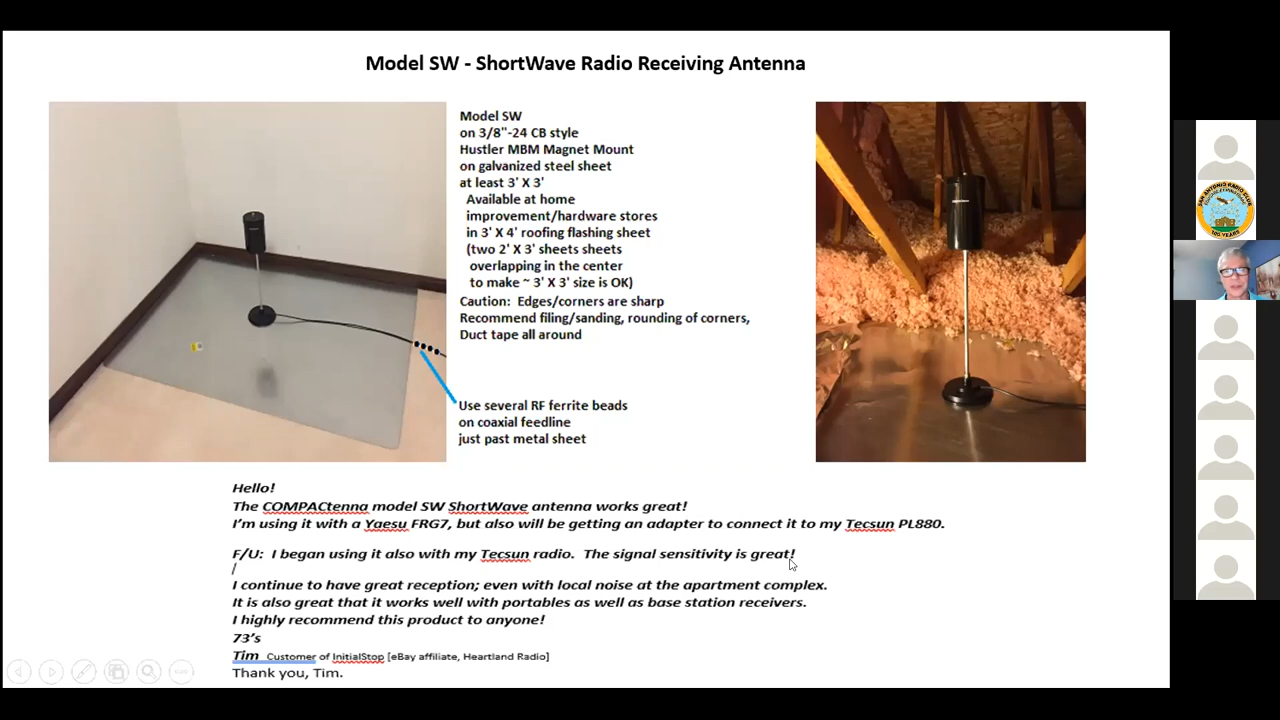 Model SW - ShortWave Radio Receiving Antenna
Model SW
on 3/8"-24 CB style
Hustler MBM Magnet Mount
on galvanized steel sheet
at least 3' X 3'
Available at home
improvement/hardware stores
in 3' X 4' roofing flashing sheet
(two 2' X 3' sheets sheets
overlapping in the center
to make ~ 3' X 3' size is OK)
Caution: Edges/corners are sharp
Recommend filing/sanding, rounding of corners,
Duct tape all around
Use several RF ferrite beads
on coaxial feedline
just past metal sheet
Hello!
The COMPACtenna model SW ShortWave antenna works great!
I'm using it with a Yaesu FRG7, but also will be getting an adapter to connect it to my Tecsun PL880.
F/U: I began using it also with my Tecsun radio. The signal sensitivity is great!
/
I continue to have great reception; even with local noise at the apartment complex.
It is also great that it works well with portables as well as base station receivers.
I highly recommend this product to anyone!
73's
Tim Customer of InitialStop [eBay affiliate, Heartland Radio]
Thank you, Tim.
SAN ANTONIO RADIO CLUB
100 YEARS